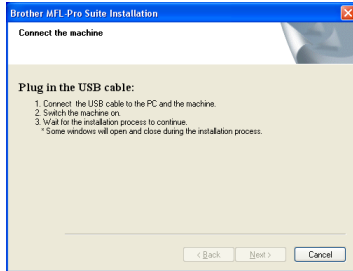 Brother MFL-Pro Suite Installation
Connect the machine
Plug in the USB cable:
1. Connect the USB cable to the PC and the machine.
2. Switch the machine on.
3. Wait for the installation process to continue.
* Some windows will open and close during the installation process.
< Back
Next >
Cancel